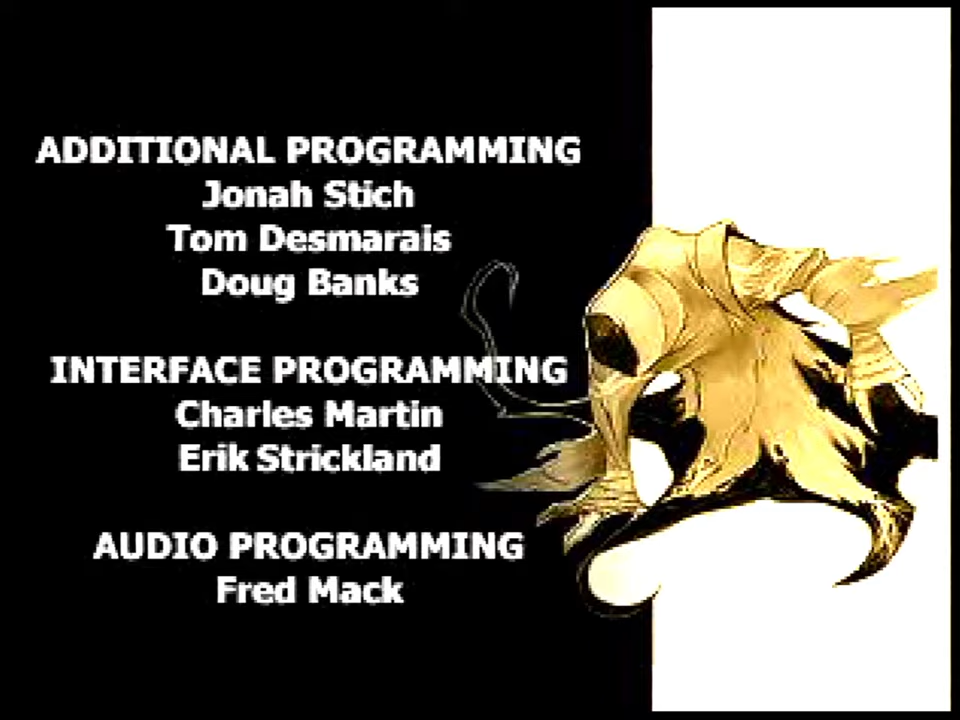 ADDITIONAL PROGRAMMING
Jonah Stich
Tom Desmarais
Doug Banks
INTERFACE PROGRAMMING
Charles Martin
Erik Strickland
AUDIO PROGRAMMING
Fred Mack